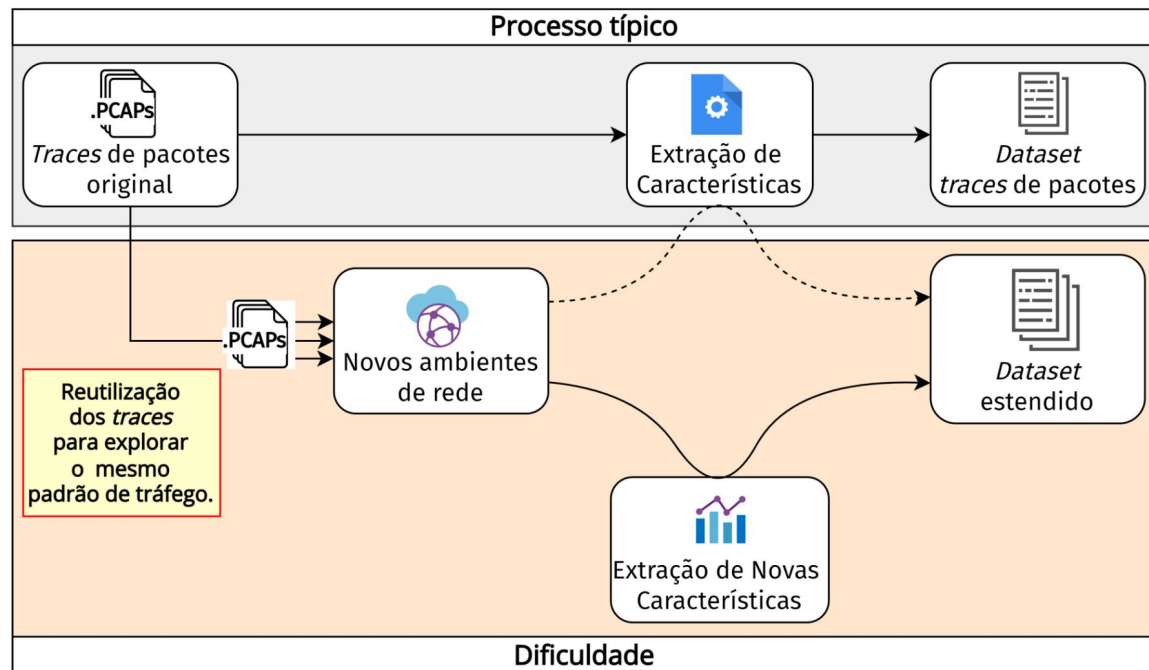 Processo típico
.PCAPs
Traces de pacotes
original
Extração de
Características
Dataset
traces de pacotes
.PCAPs
Novos ambientes
de rede
Dataset
estendido
Reutilização
dos traces
para explorar
o mesmo
padrão de tráfego.
Extração de Novas
Características
Dificuldade